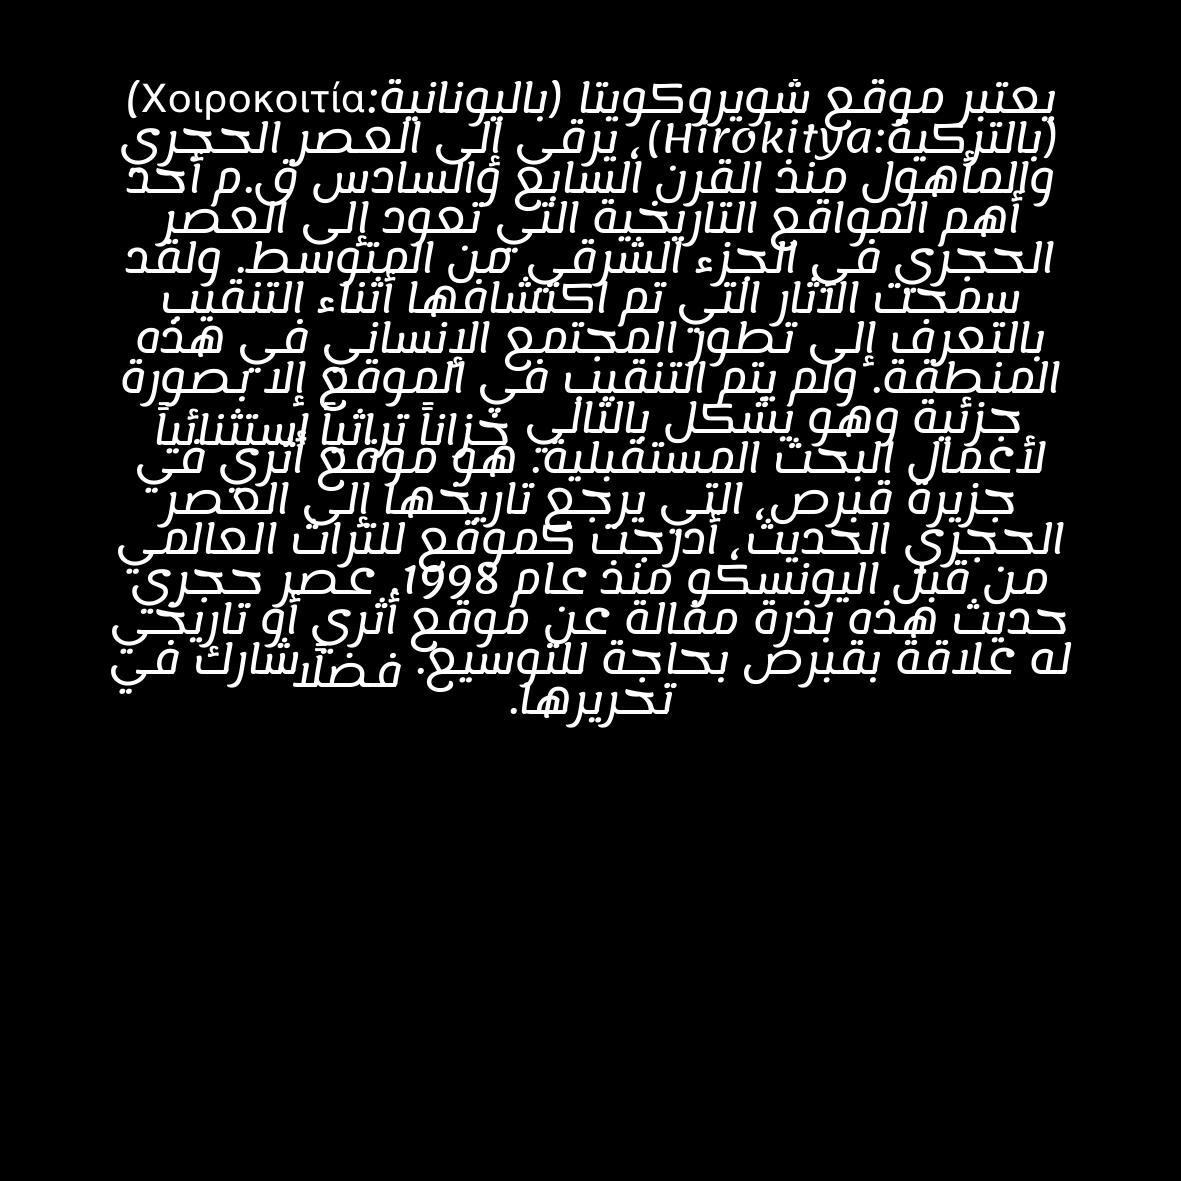 يعتبر موقع شويروكويتا (باليونانية:Χοιροκοιτία)
(بالتركية:Hirokitya)، يرقى إلى العصر الحجري
والمأهول منذ القرن السابع والسادس ق.م أحد
أهم المواقع التاريخية التي تعود إلى العصر
الحجري في الجزء الشرقي من المتوسط. ولقد
سمحت الآثار التي تم اكتشافها أثناء التنقيب
بالتعرف إلى تطور المجتمع الإنساني في هذه
المنطقة. ولم يتم التنقيب في الموقع إلا بصورة
جزئية وهو يشكل بالتالي خزاناً تراثياً إستثنائياً
لأعمال البحث المستقبلية. هو موقع أثري في
جزيرة قبرص، التي يرجع تاريخها إلى العصر
الحجري الحديث، أدرجت كموقع للتراث العالمي
من قبل اليونسكو منذ عام 1998. عصر حجري
حديث هذه بذرة مقالة عن موقع أثري أو تاريخي
له علاقة بقبرص بحاجة للتوسيع. فضلًا شارك في
تحريرها.